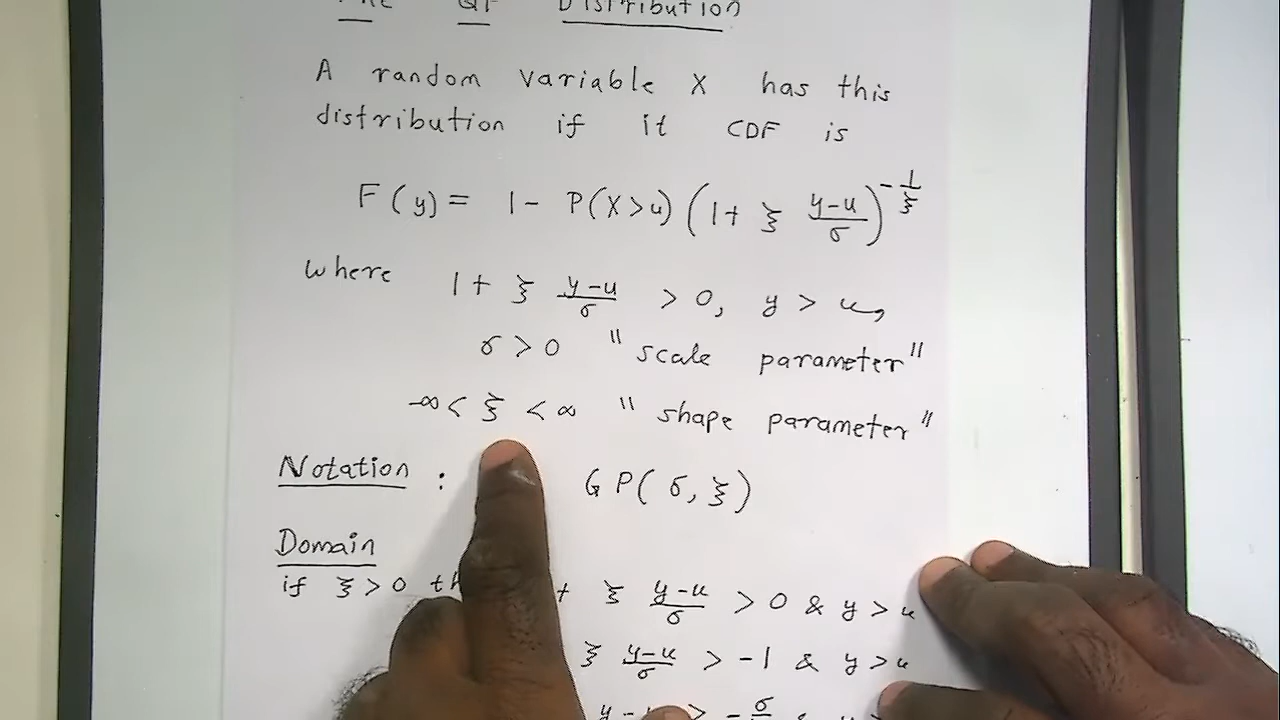 GP Distribution
A random variable X has this
distribution if it CDF is
F(y) = 1 - P(X>u) (1 + ξ (y-u)/σ)^(-1/ξ)
where 1 + ξ (y-u)/σ > 0, y > u,
σ > 0 "scale parameter"
-∞ < ξ < ∞ "shape parameter"
Notation : GP(σ, ξ)
Domain
if ξ > 0 ξ (y-u)/σ > 0 & y > u
ξ (y-u)/σ > -1 & y > u